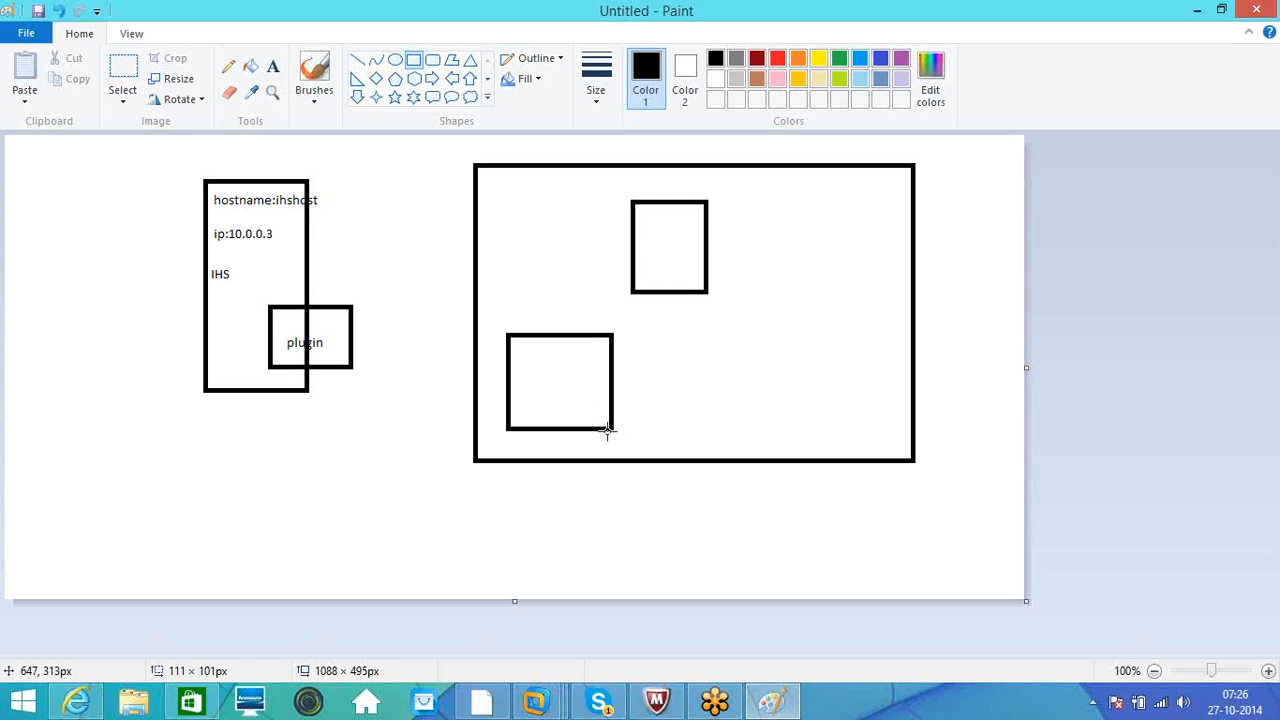 Untitled - Paint
File
Home
View
Paste
Cut
Copy
Clipboard
Select
Crop
Resize
Rotate
Image
A
Tools
Brushes
Outline
Fill
Shapes
Size
Color
1
Color
2
Edit
colors
Colors
hostname:ihshost
ip:10.0.0.3
IHS
plugin
647, 313px
111 × 101px
1088 × 495px
100%
07:26
27-10-2014